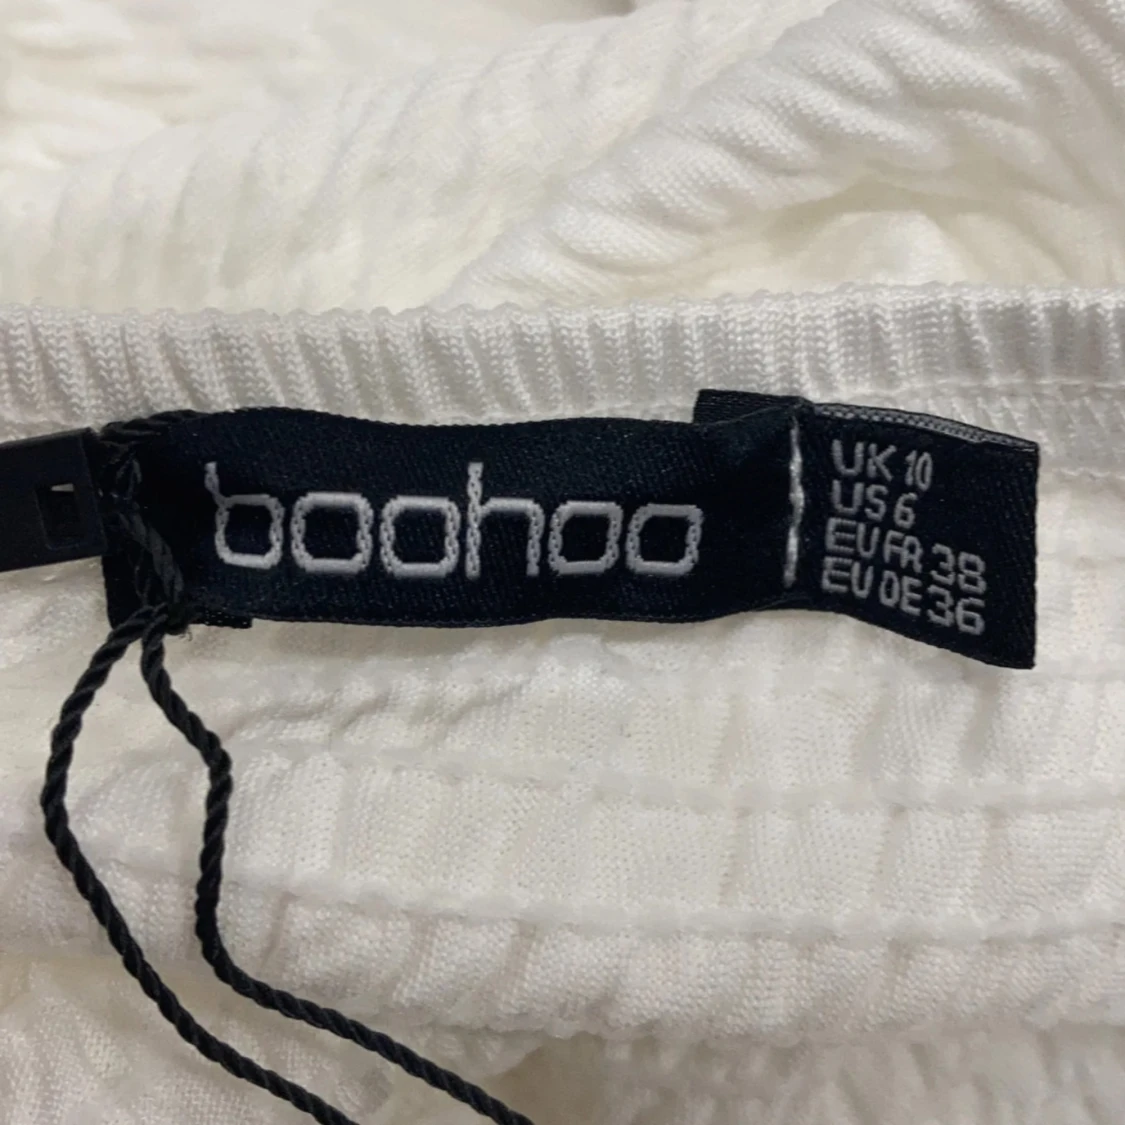 boohoo
UK 10
US 6
EU FR 38
EU DE 36